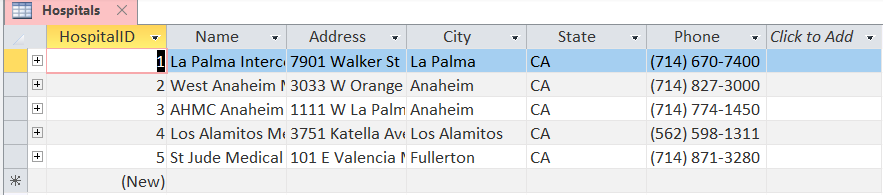 Hospitals
HospitalID Name Address City State Phone Click to Add
1 La Palma Interc 7901 Walker St La Palma CA (714) 670-7400
2 West Anaheim M 3033 W Orange Anaheim CA (714) 827-3000
3 AHMC Anaheim 1111 W La Palm Anaheim CA (714) 774-1450
4 Los Alamitos Me 3751 Katella Ave Los Alamitos CA (562) 598-1311
5 St Jude Medical 101 E Valencia M Fullerton CA (714) 871-3280
(New)